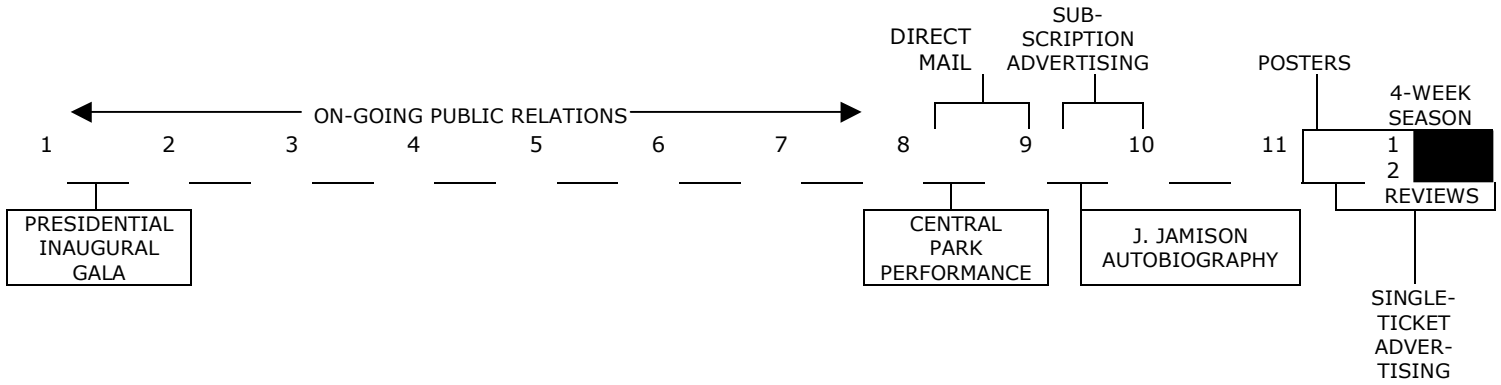 SUB-
SCRIPTION
ADVERTISING
DIRECT
MAIL
POSTERS
4-WEEK
SEASON
ON-GOING PUBLIC RELATIONS
1 2 3 4 5 6 7 8 9 10 11 1
2
REVIEWS
PRESIDENTIAL
INAUGURAL
GALA
CENTRAL
PARK
PERFORMANCE
J. JAMISON
AUTOBIOGRAPHY
SINGLE-
TICKET
ADVER-
TISING